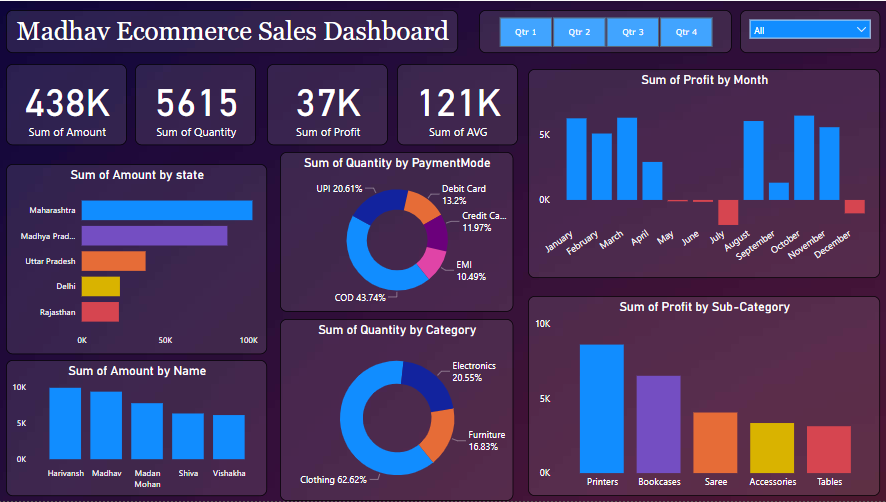 Madhav Ecommerce Sales Dashboard
Qtr 1
Qtr 2
Qtr 3
Qtr 4
All
438K
Sum of Amount
5615
Sum of Quantity
37K
Sum of Profit
121K
Sum of AVG
Sum of Amount by state
Maharashtra
Madhya Prad...
Uttar Pradesh
Delhi
Rajasthan
0K
50K
100K
Sum of Quantity by PaymentMode
UPI 20.61%
Debit Card
13.2%
Credit Ca...
11.97%
EMI
10.49%
COD 43.74%
Sum of Profit by Month
5K
0K
January
February
March
April
May
June
July
August
September
October
November
December
Sum of Amount by Name
10K
5K
0K
Harivansh
Madhav
Madan
Mohan
Shiva
Vishakha
Sum of Quantity by Category
Electronics
20.55%
Furniture
16.83%
Clothing 62.62%
Sum of Profit by Sub-Category
10K
5K
0K
Printers
Bookcases
Saree
Accessories
Tables